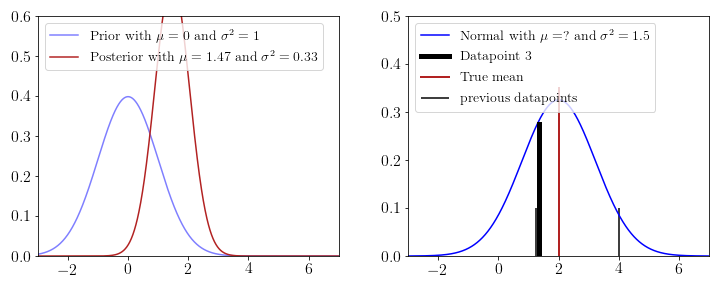 Prior with μ = 0 and σ² = 1
Posterior with μ = 1.47 and σ² = 0.33
0.6
0.5
0.4
0.3
0.2
0.1
0.0
−2 0 2 4 6
Normal with μ =? and σ² = 1.5
Datapoint 3
True mean
previous datapoints
0.5
0.4
0.3
0.2
0.1
0.0
−2 0 2 4 6